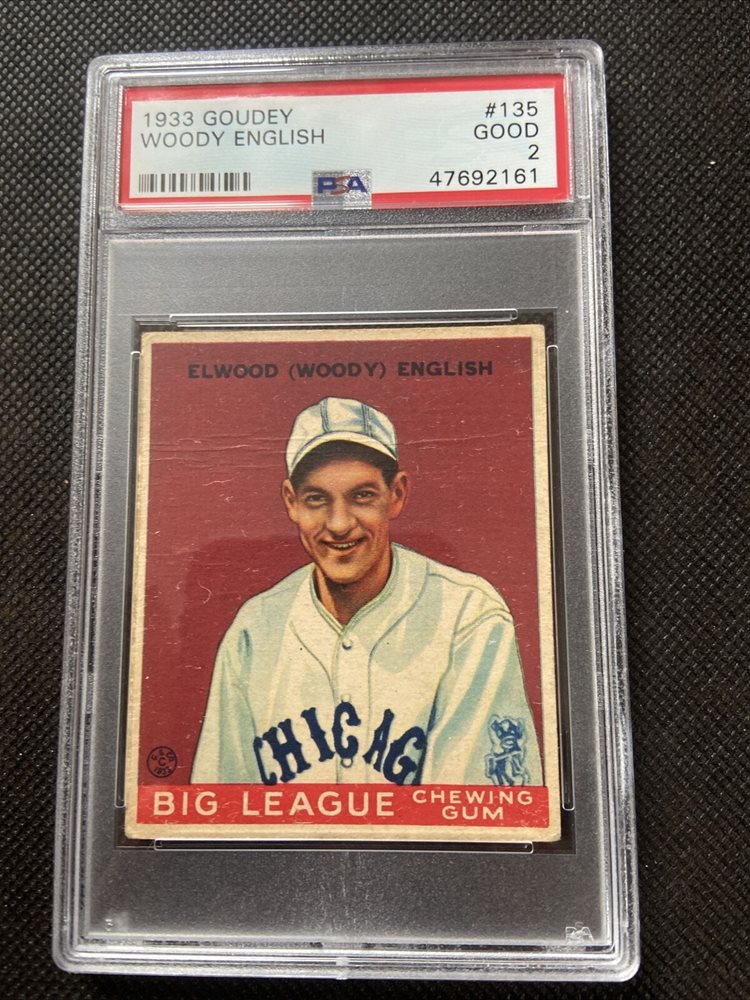 1933 GOUDEY
WOODY ENGLISH
#135
GOOD
2
PSA
47692161
ELWOOD (WOODY) ENGLISH
CHICAG
BIG LEAGUE CHEWING
GUM